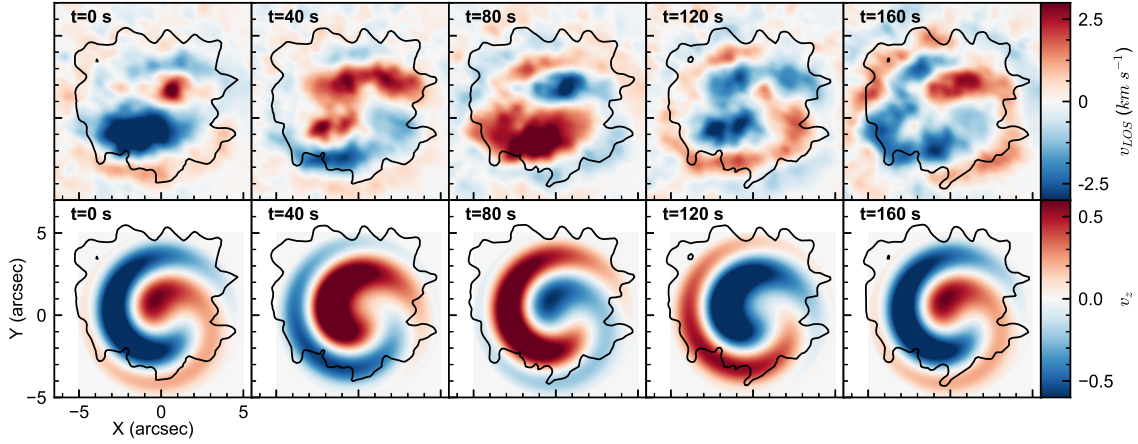 t=0 s t=40 s t=80 s t=120 s t=160 s
2.5
0
-2.5
v_LOS (km s⁻¹)
t=0 s t=40 s t=80 s t=120 s t=160 s
5
0
−5
Y (arcsec)
−5 0 5
X (arcsec)
0.5
0.0
−0.5
v_z